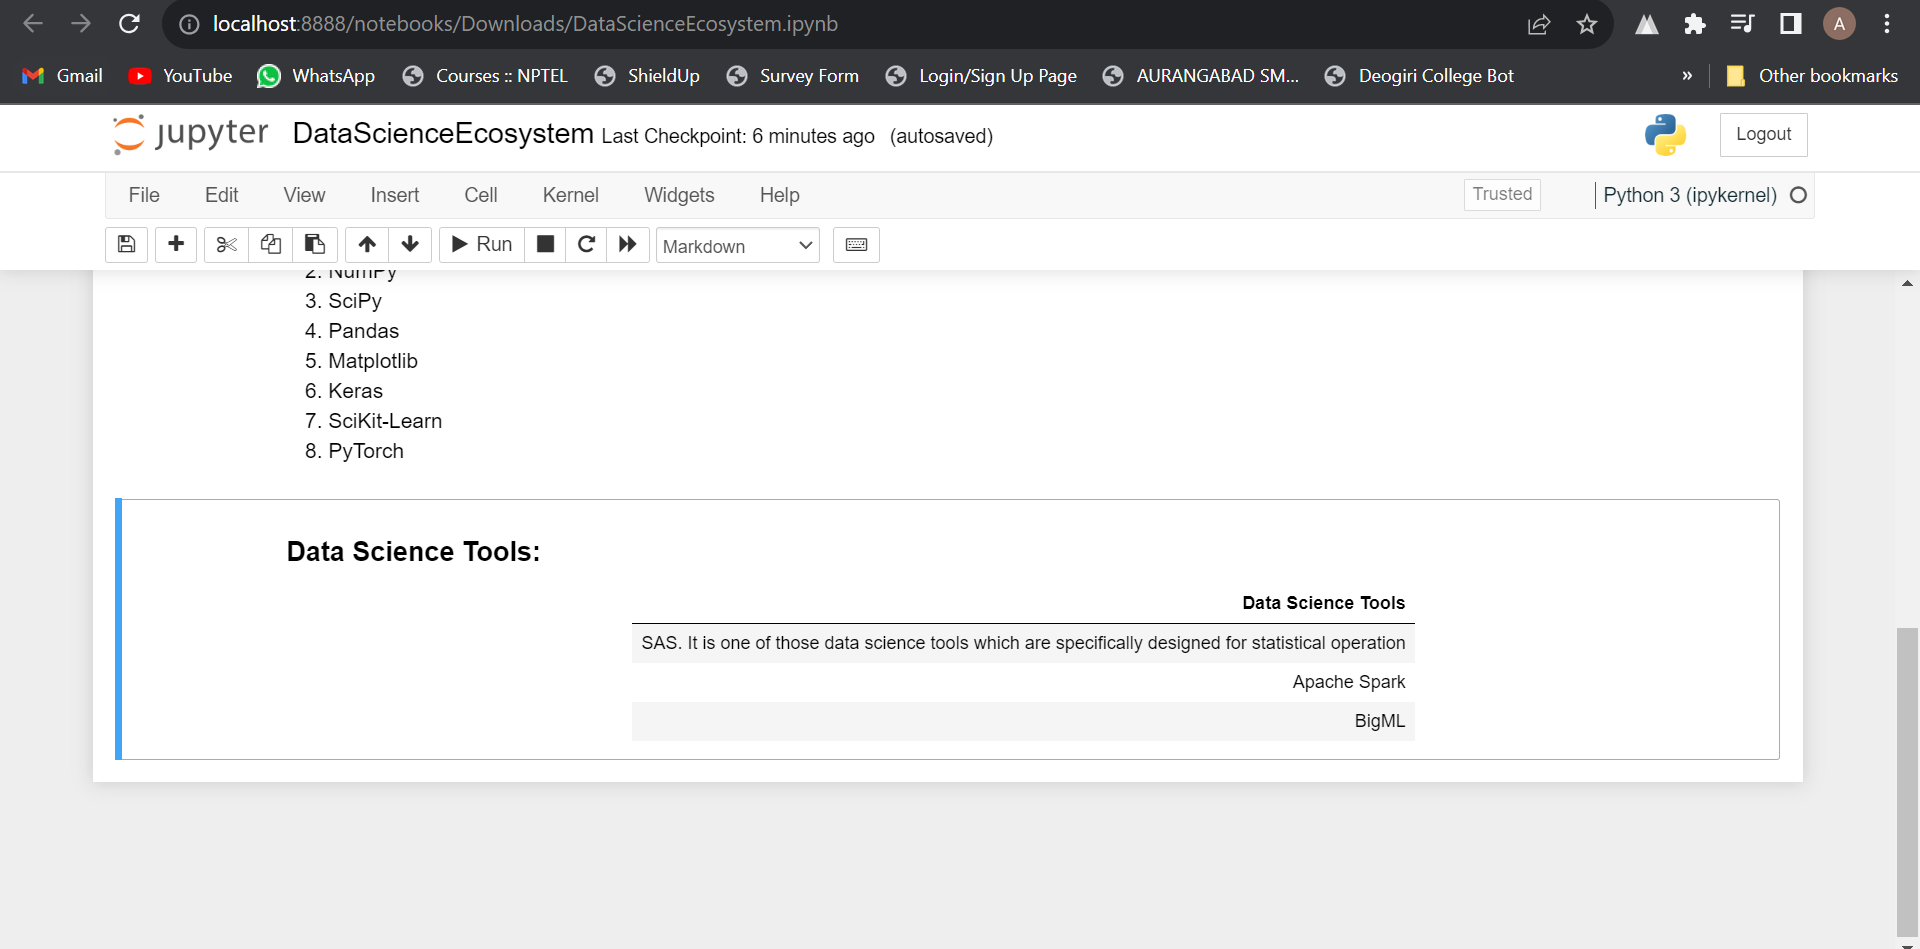 localhost:8888/notebooks/Downloads/DataScienceEcosystem.ipynb
A
Gmail YouTube WhatsApp Courses :: NPTEL ShieldUp Survey Form Login/Sign Up Page AURANGABAD SM... Deogiri College Bot » Other bookmarks
jupyter DataScienceEcosystem Last Checkpoint: 6 minutes ago (autosaved) Logout
File Edit View Insert Cell Kernel Widgets Help Trusted Python 3 (ipykernel)
Run Markdown
2. NumPy
3. SciPy
4. Pandas
5. Matplotlib
6. Keras
7. SciKit-Learn
8. PyTorch
Data Science Tools:
Data Science Tools
SAS. It is one of those data science tools which are specifically designed for statistical operation
Apache Spark
BigML